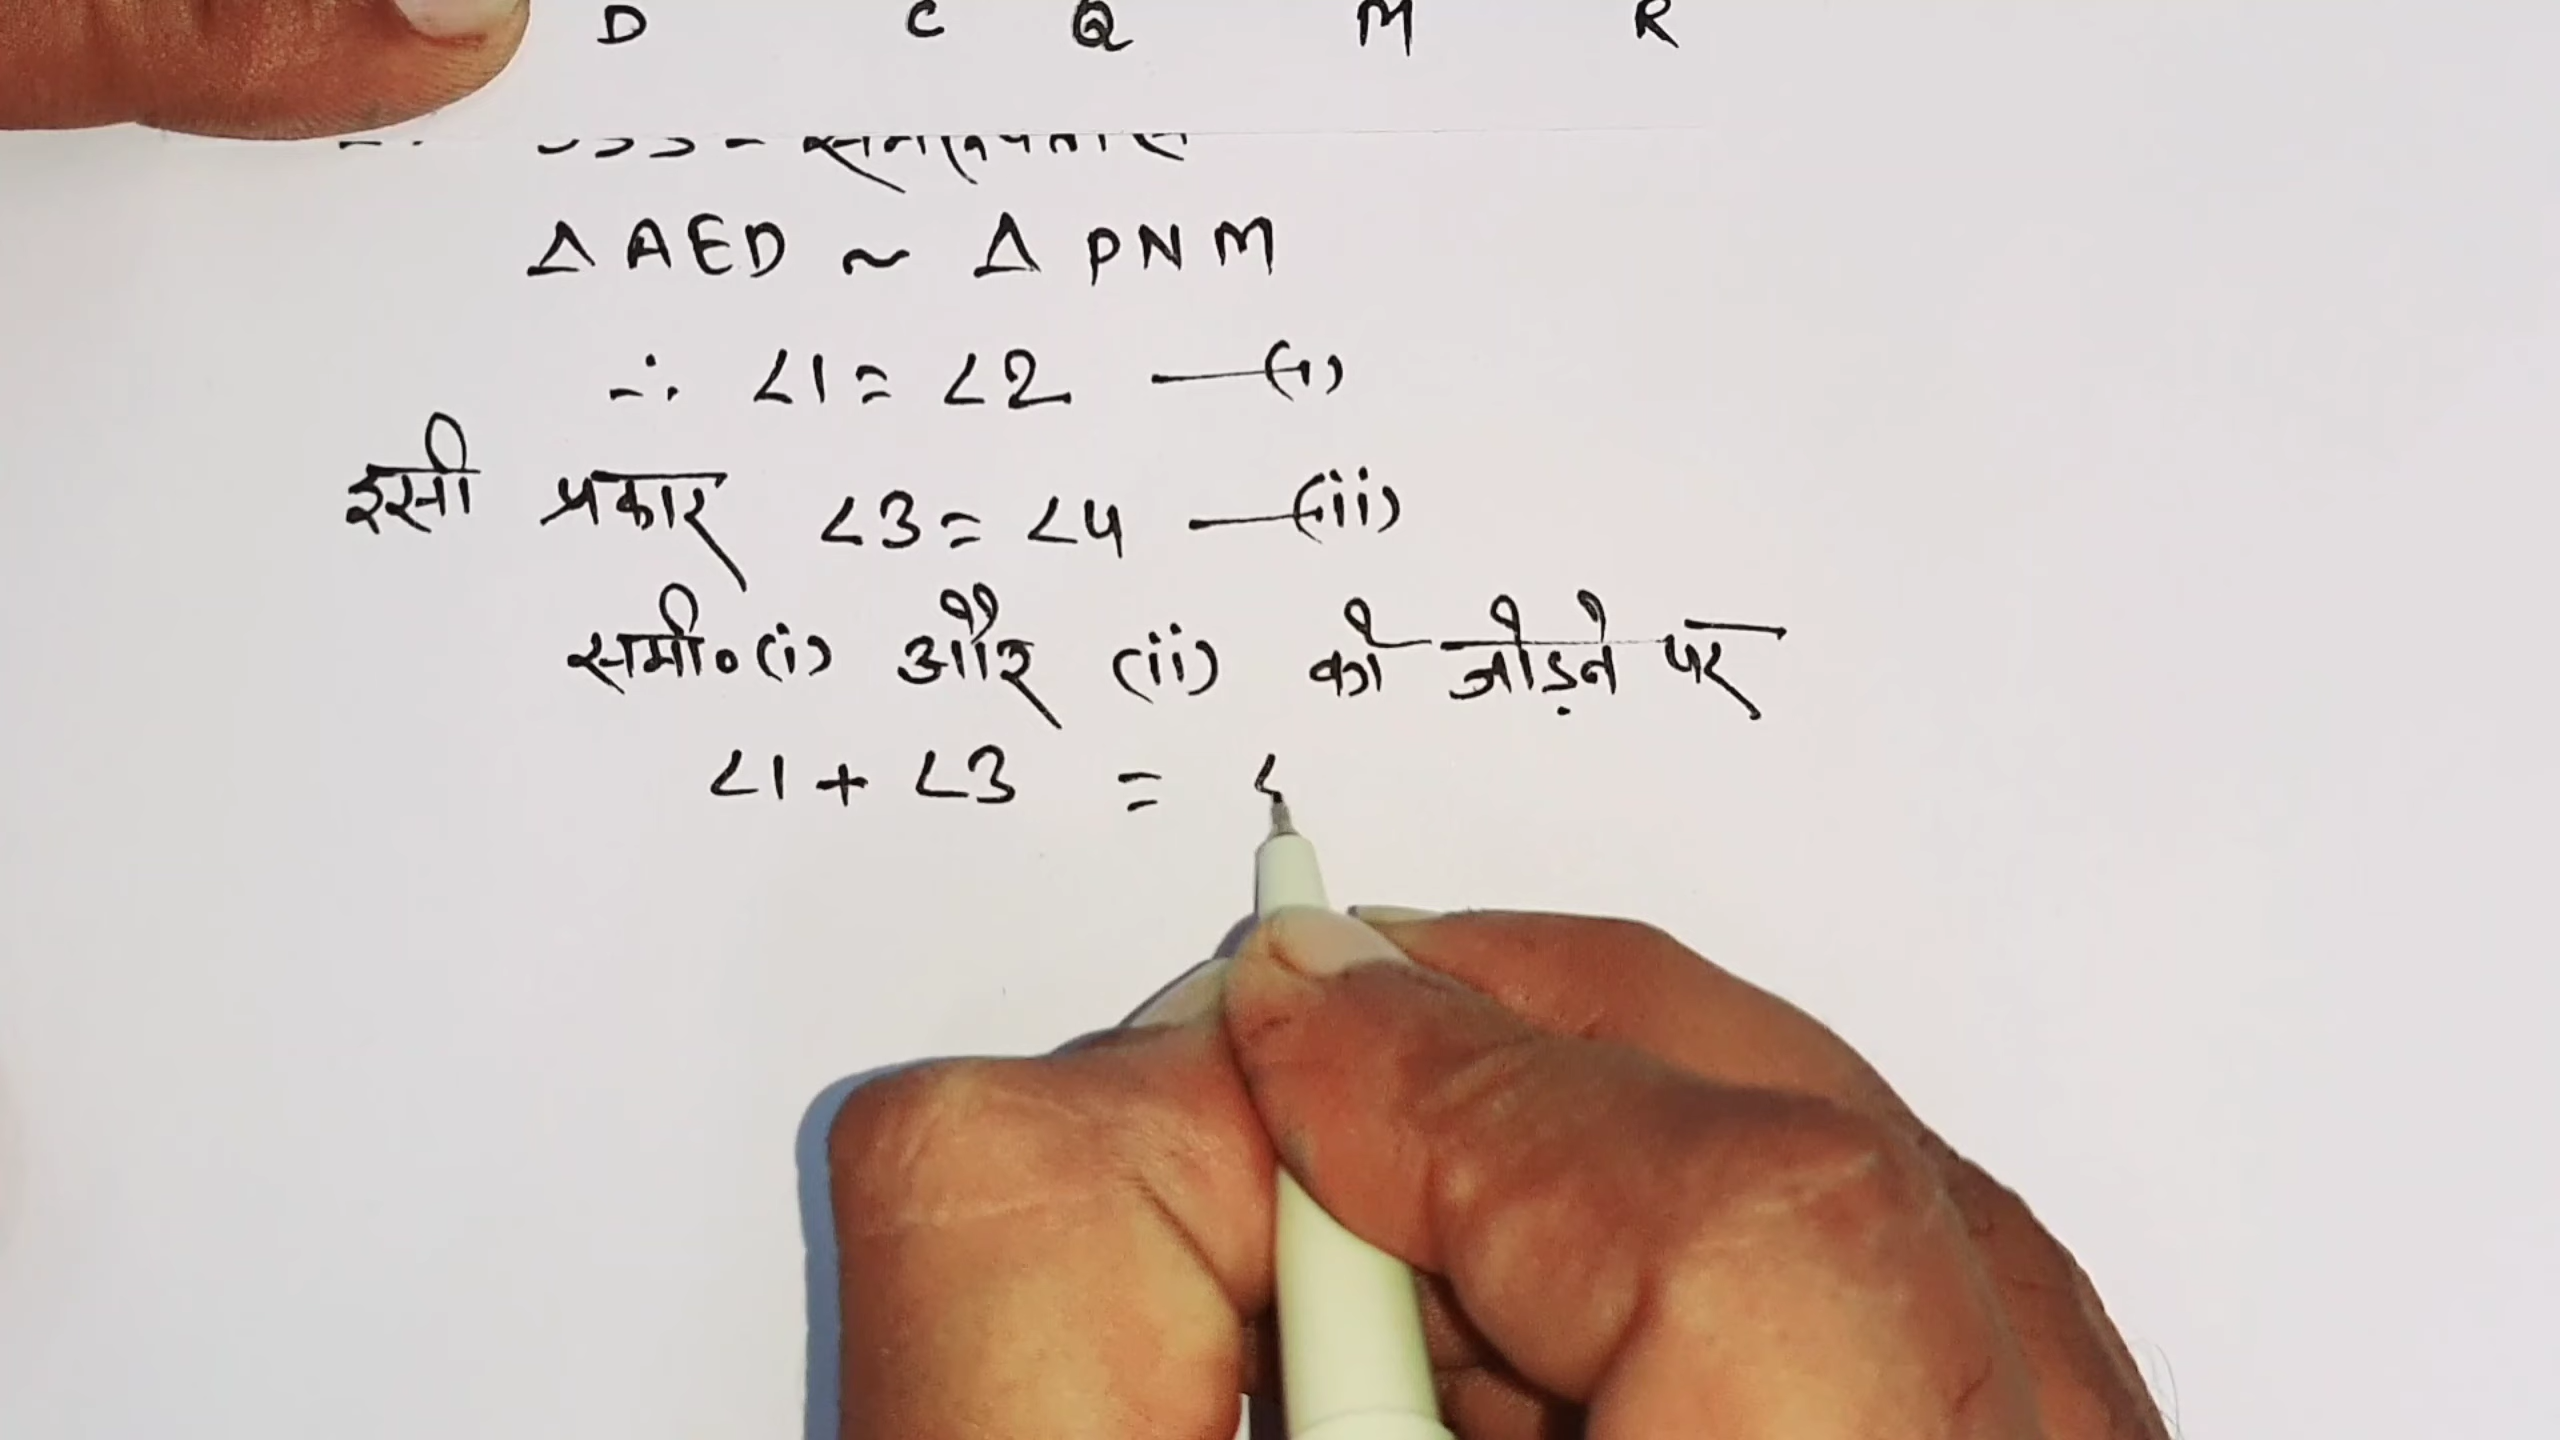 D C Q M R
Δ AED ~ Δ PNM
∴ ∠1 = ∠2 —(i)
इसी प्रकार ∠3 = ∠4 —(ii)
समी० (i) और (ii) को जोड़ने पर
∠1 + ∠3 = ∠